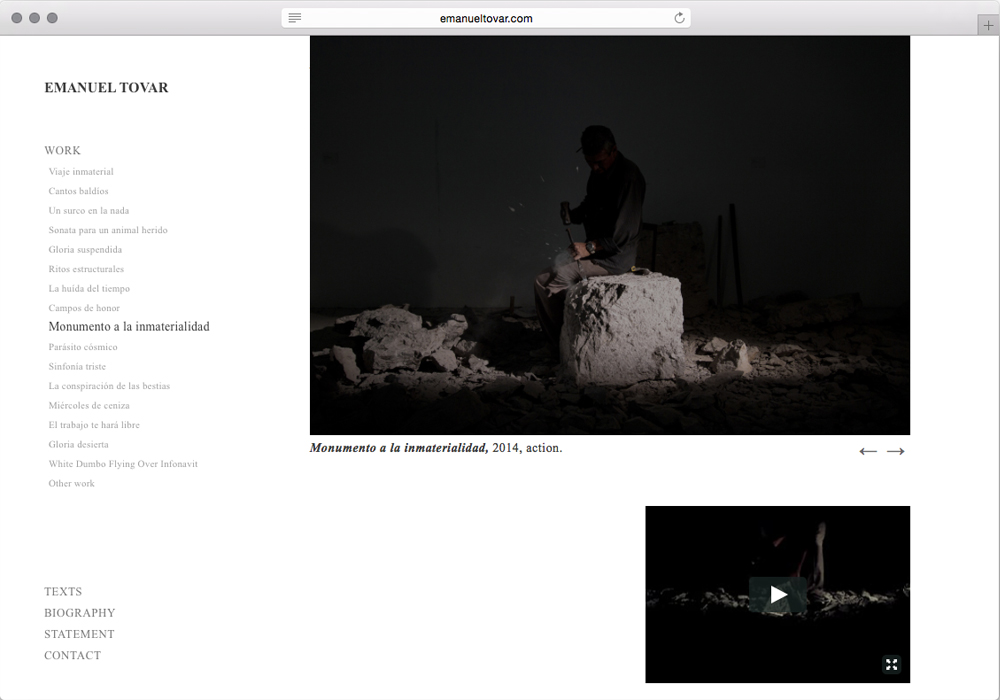 emanueltovar.com
EMANUEL TOVAR
WORK
Viaje inmaterial
Cantos baldíos
Un surco en la nada
Sonata para un animal herido
Gloria suspendida
Ritos estructurales
La huída del tiempo
Campos de honor
Monumento a la inmaterialidad
Parásito cósmico
Sinfonía triste
La conspiración de las bestias
Miércoles de ceniza
El trabajo te hará libre
Gloria desierta
White Dumbo Flying Over Infonavit
Other work
TEXTS
BIOGRAPHY
STATEMENT
CONTACT
Monumento a la inmaterialidad, 2014, action.